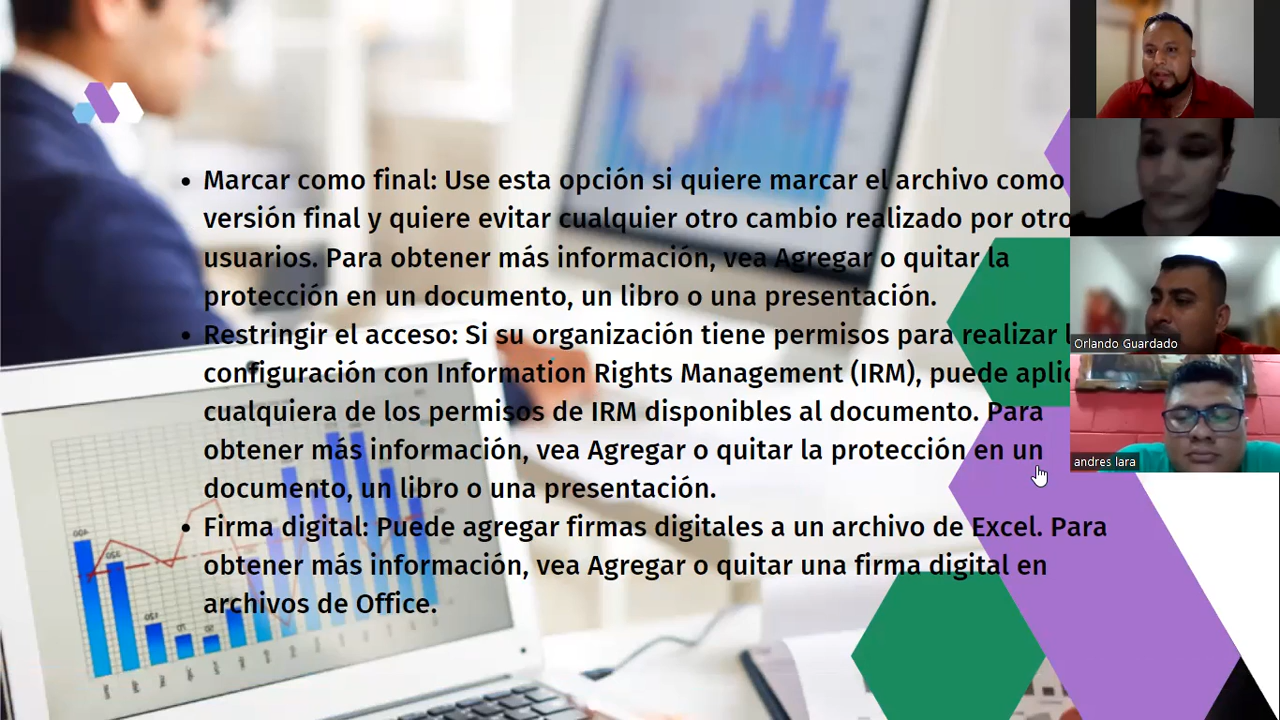 • Marcar como final: Use esta opción si quiere marcar el archivo como
versión final y quiere evitar cualquier otro cambio realizado por
usuarios. Para obtener más información, vea Agregar o quitar la
protección en un documento, un libro o una presentación.
• Restringir el acceso: Si su organización tiene permisos para realizar
configuración con Information Rights Management (IRM), puede
cualquiera de los permisos de IRM disponibles al documento. Para
obtener más información, vea Agregar o quitar la protección en un
documento, un libro o una presentación.
• Firma digital: Puede agregar firmas digitales a un archivo de Excel. Para
obtener más información, vea Agregar o quitar una firma digital en
archivos de Office.
Orlando Guardado
andres lara